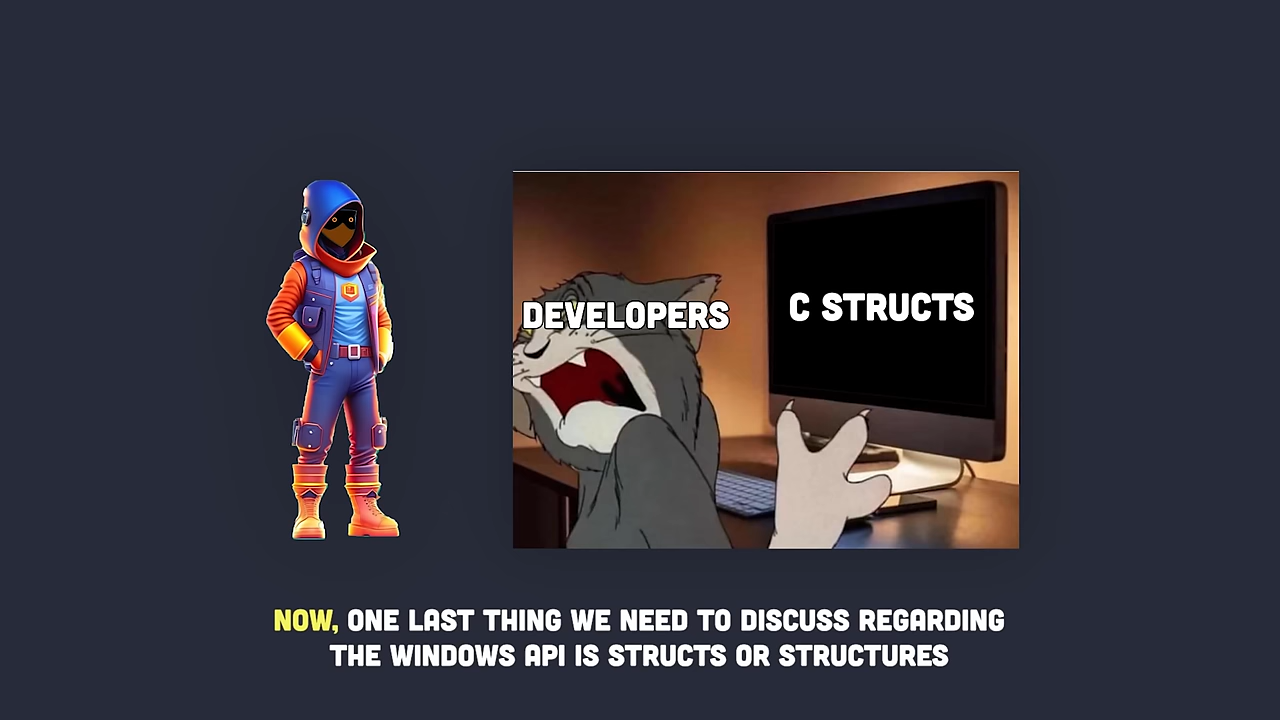 DEVELOPERS
C STRUCTS
NOW, ONE LAST THING WE NEED TO DISCUSS REGARDING
THE WINDOWS API IS STRUCTS OR STRUCTURES